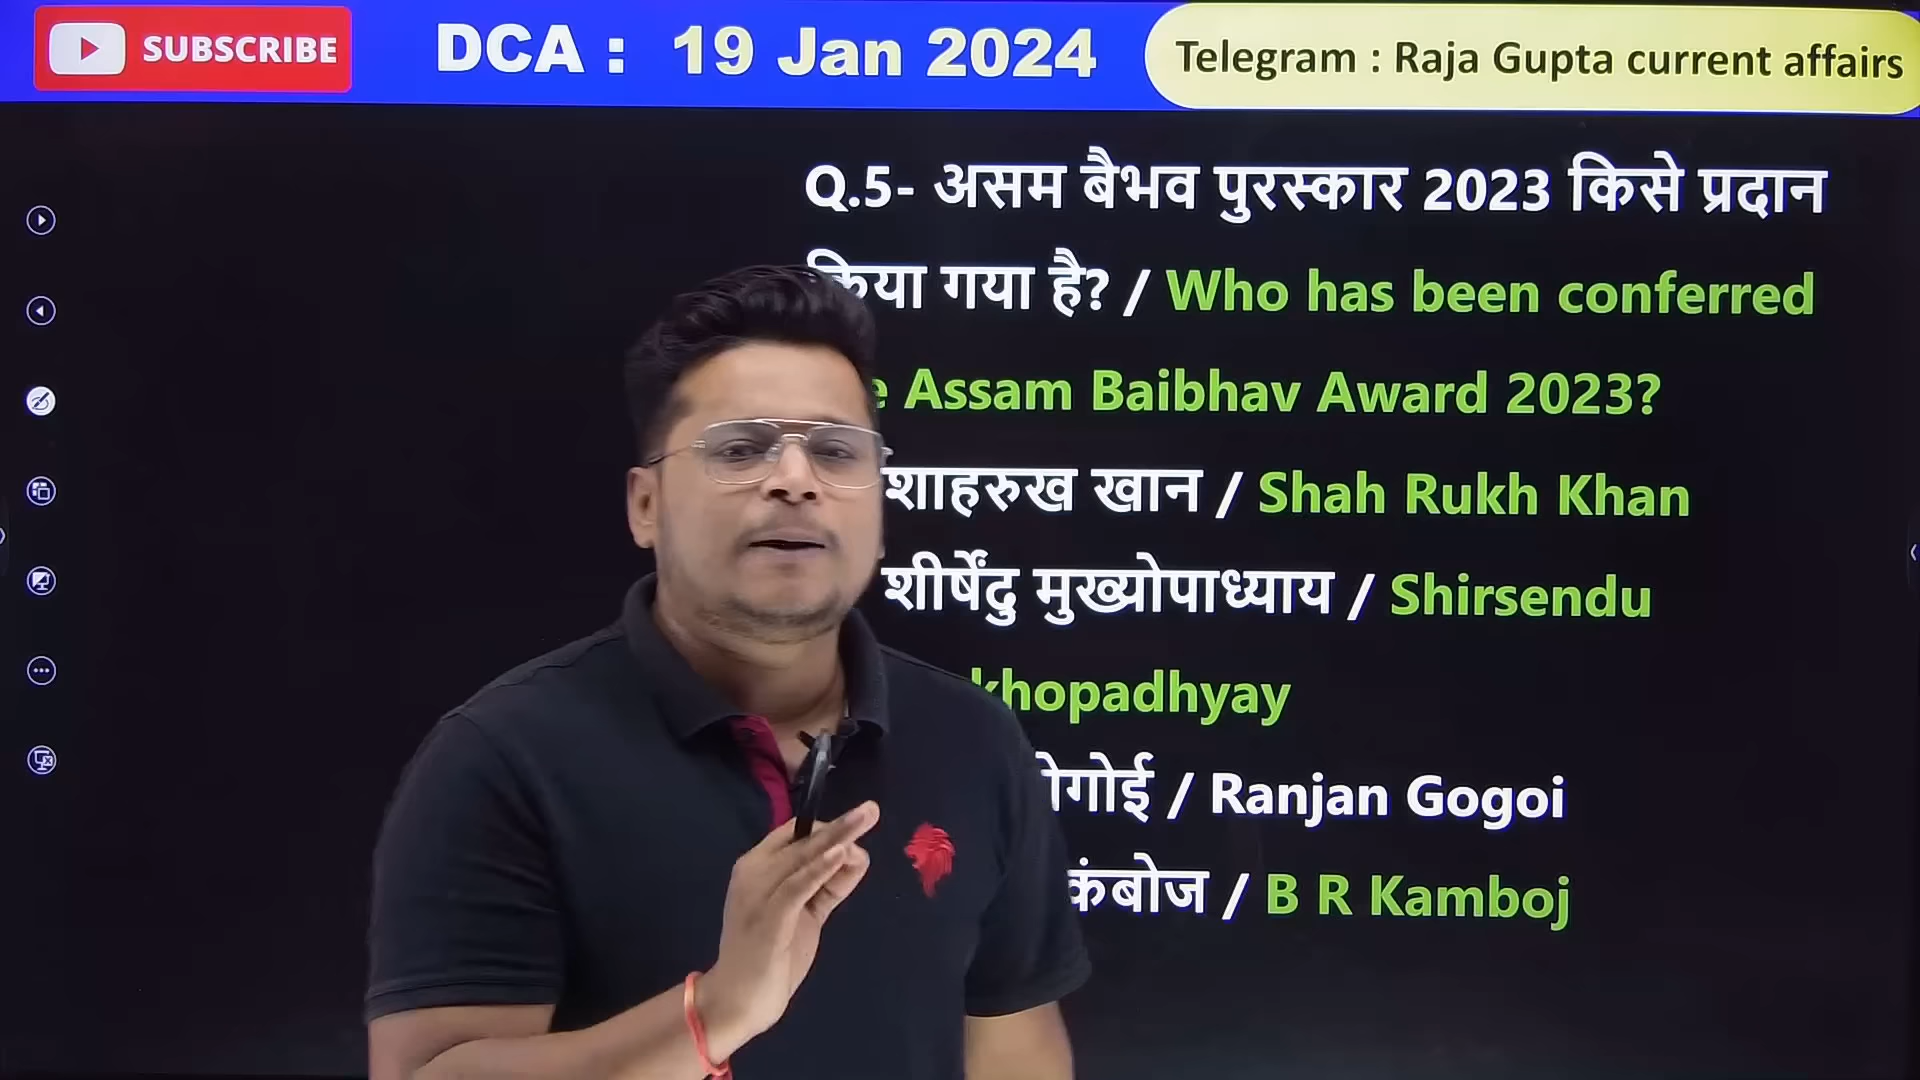 SUBSCRIBE
DCA : 19 Jan 2024
Telegram : Raja Gupta current affairs
Q.5- असम बैभव पुरस्कार 2023 किसे प्रदान
किया गया है? / Who has been conferred
Assam Baibhav Award 2023?
शाहरुख खान / Shah Rukh Khan
शीर्षेंदु मुख्योपाध्याय / Shirsendu
khopadhyay
गोगोई / Ranjan Gogoi
कंबोज / B R Kamboj